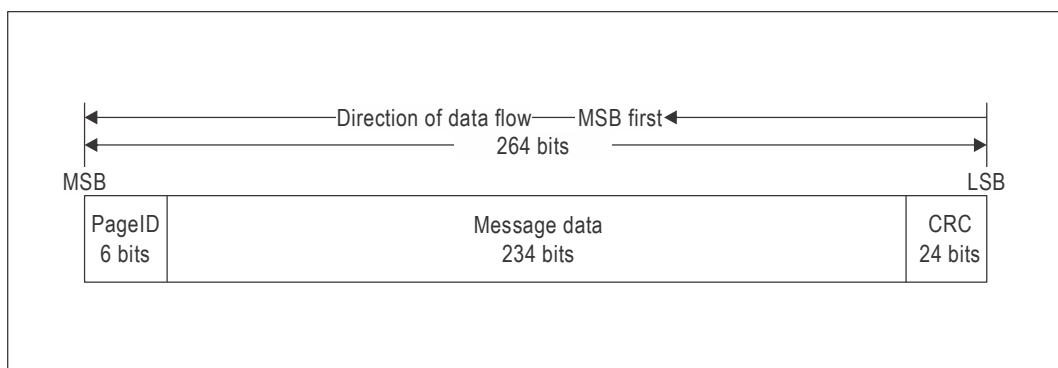 Direction of data flow MSB first
264 bits
MSB LSB
PageID Message data CRC
6 bits 234 bits 24 bits